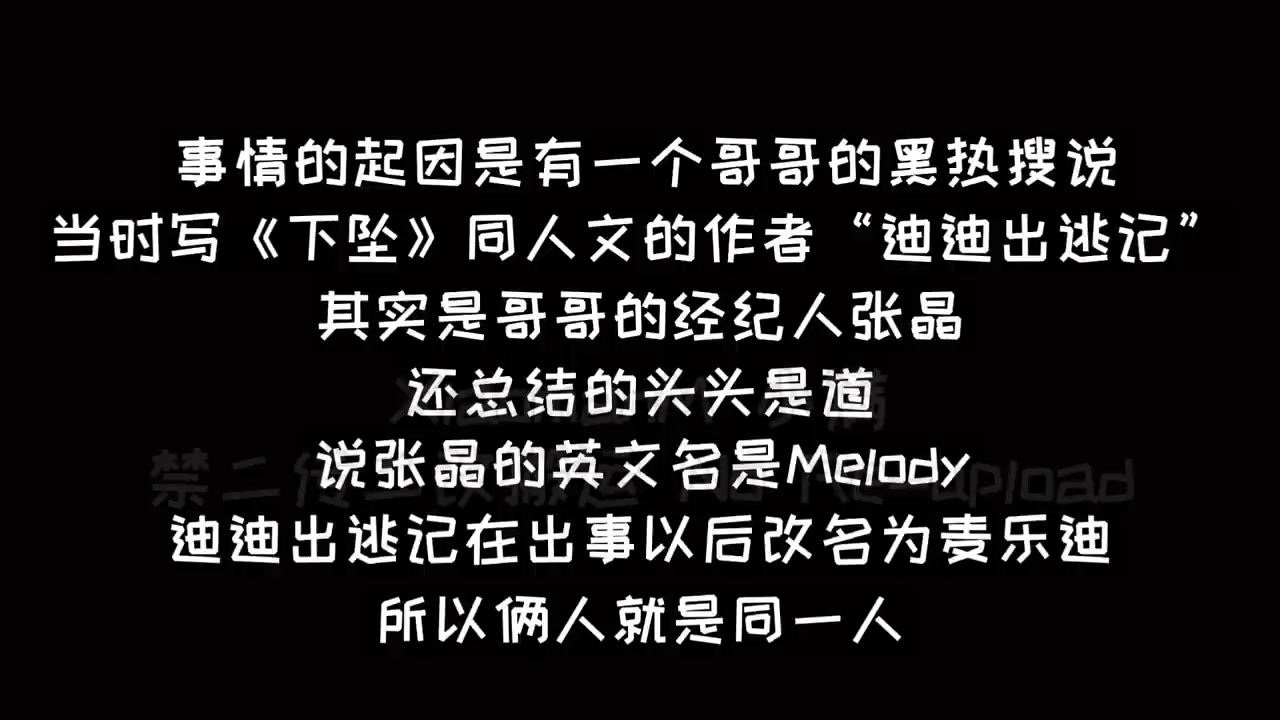 事情的起因是有一个哥哥的黑热搜说
当时写《下坠》同人文的作者“迪迪出逃记”
其实是哥哥的经纪人张晶
还总结的头头是道
说张晶的英文名是Melody
迪迪出逃记在出事以后改名为麦乐迪
所以俩人就是同一人